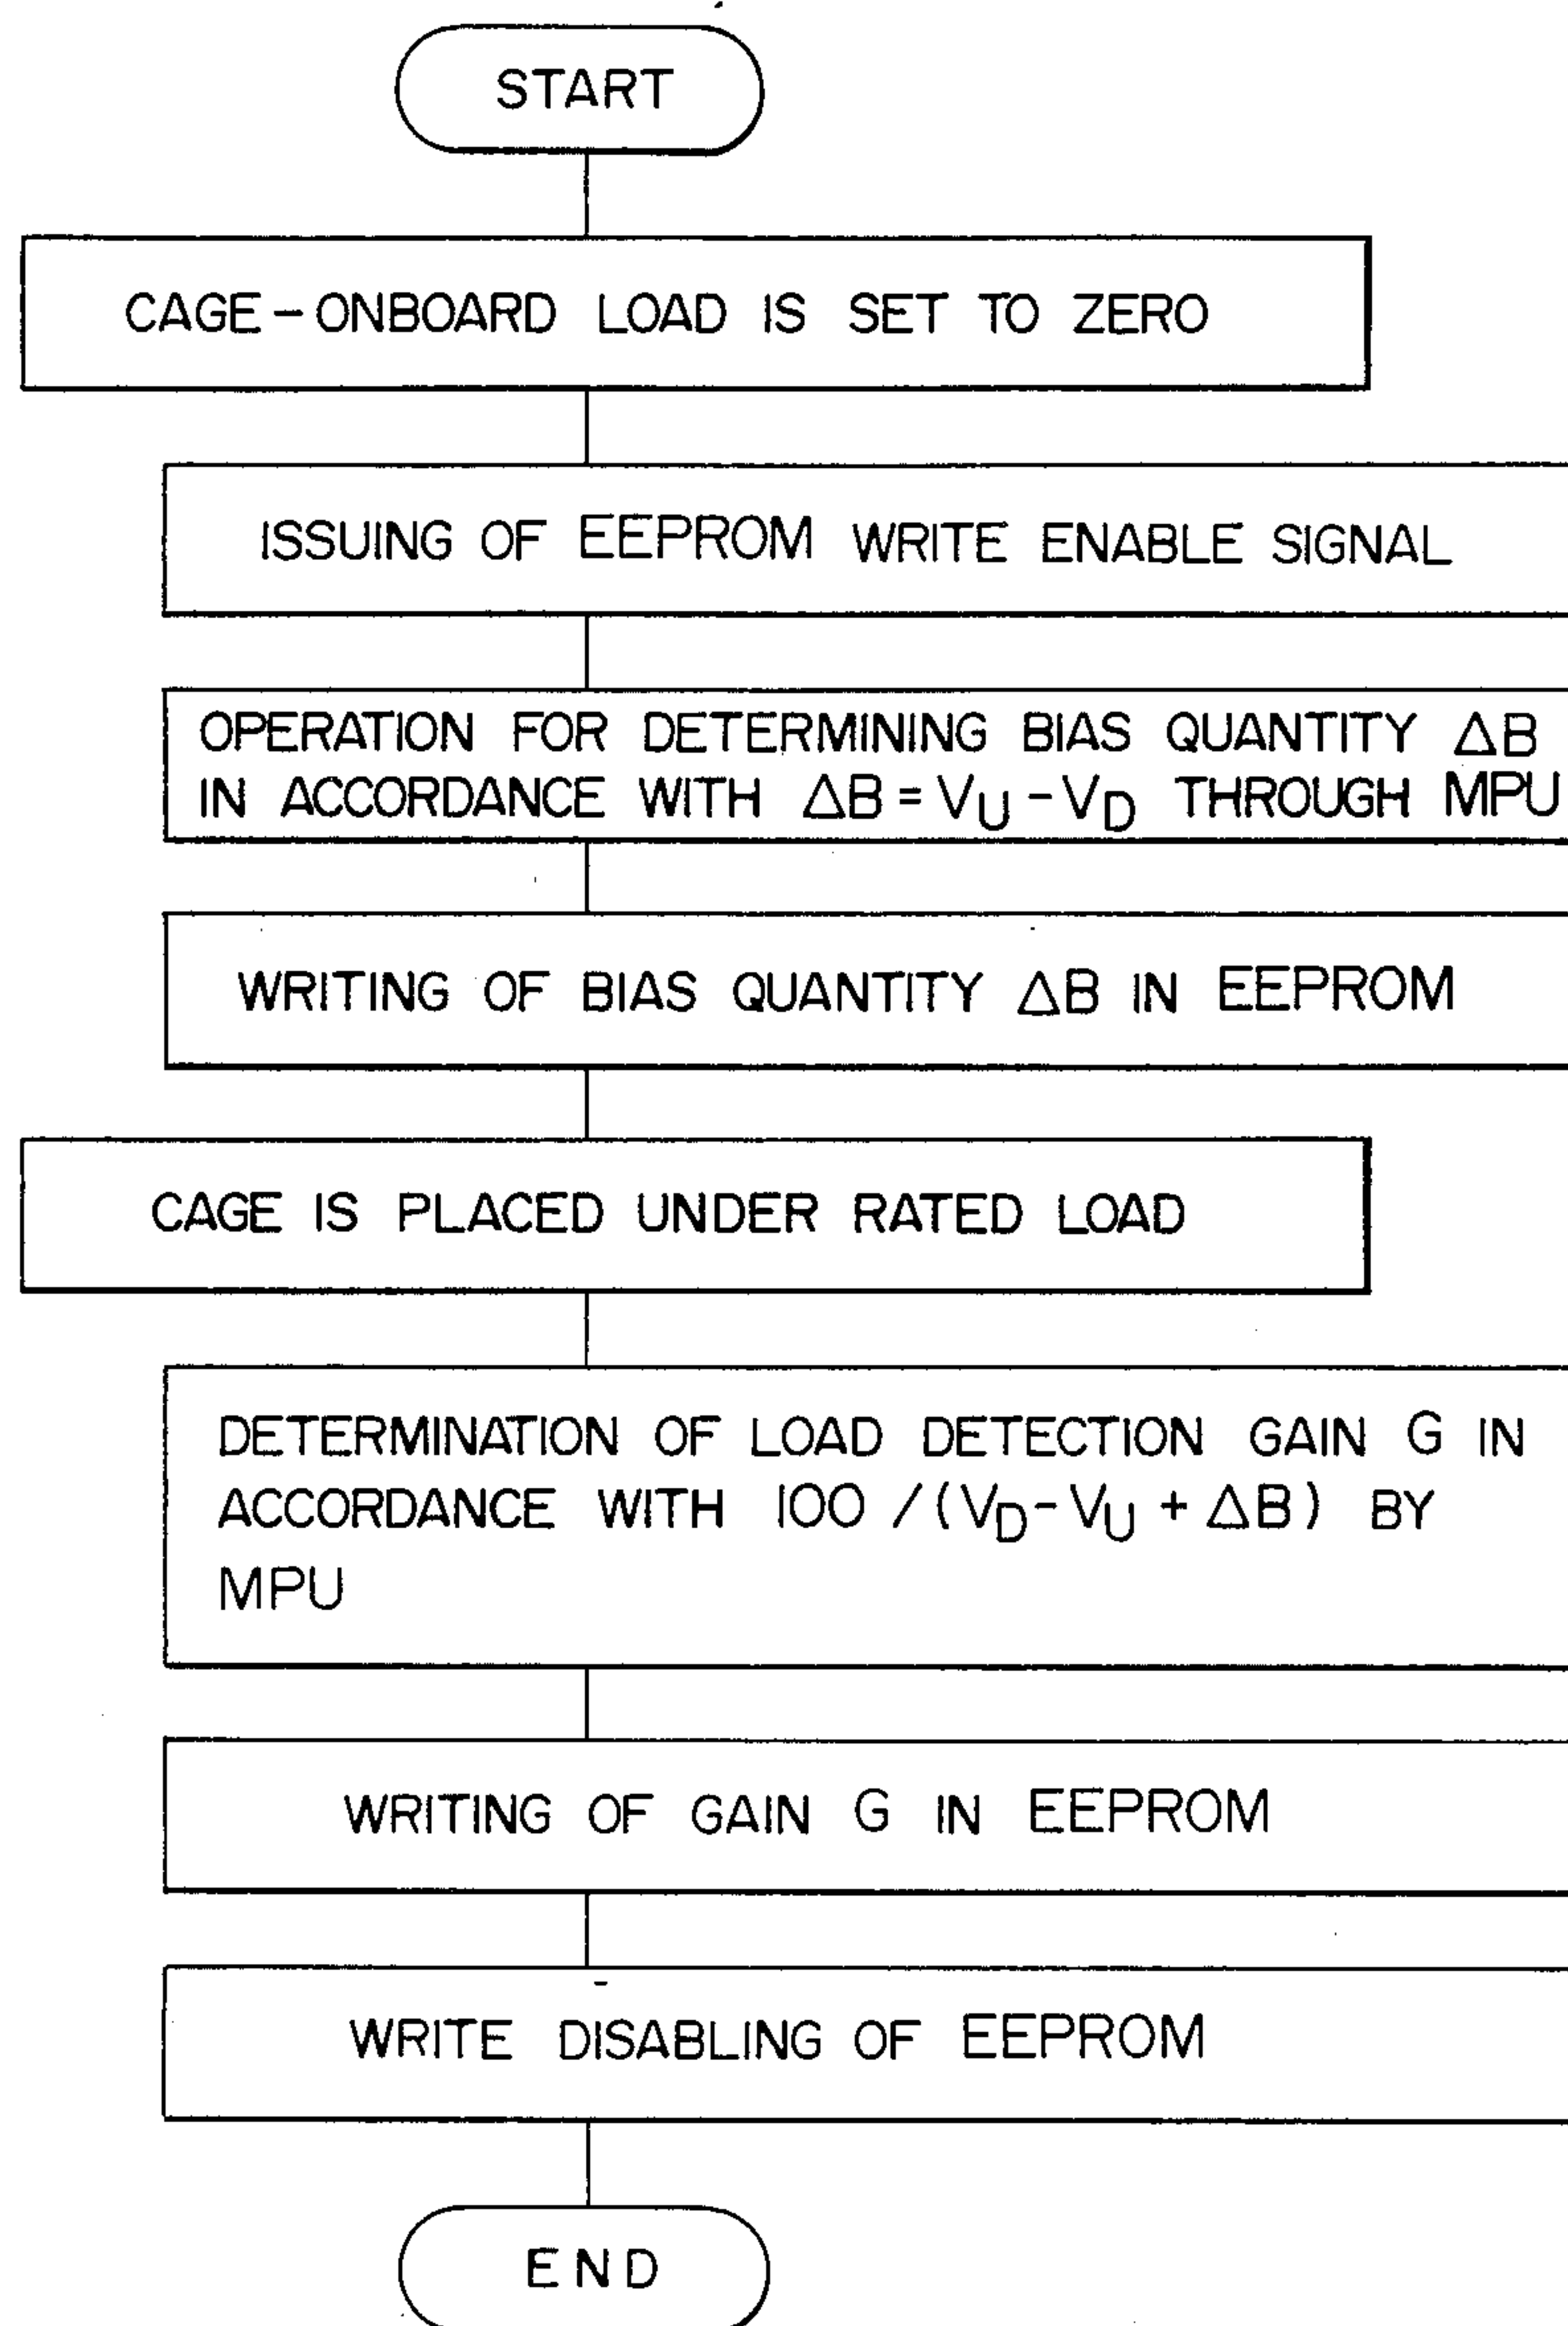 START
CAGE-ONBOARD LOAD IS SET TO ZERO
ISSUING OF EEPROM WRITE ENABLE SIGNAL
OPERATION FOR DETERMINING BIAS QUANTITY ΔB
IN ACCORDANCE WITH ΔB = VU - VD THROUGH MPU
WRITING OF BIAS QUANTITY ΔB IN EEPROM
CAGE IS PLACED UNDER RATED LOAD
DETERMINATION OF LOAD DETECTION GAIN G IN
ACCORDANCE WITH 100 / (VD - VU + ΔB) BY
MPU
WRITING OF GAIN G IN EEPROM
WRITE DISABLING OF EEPROM
END